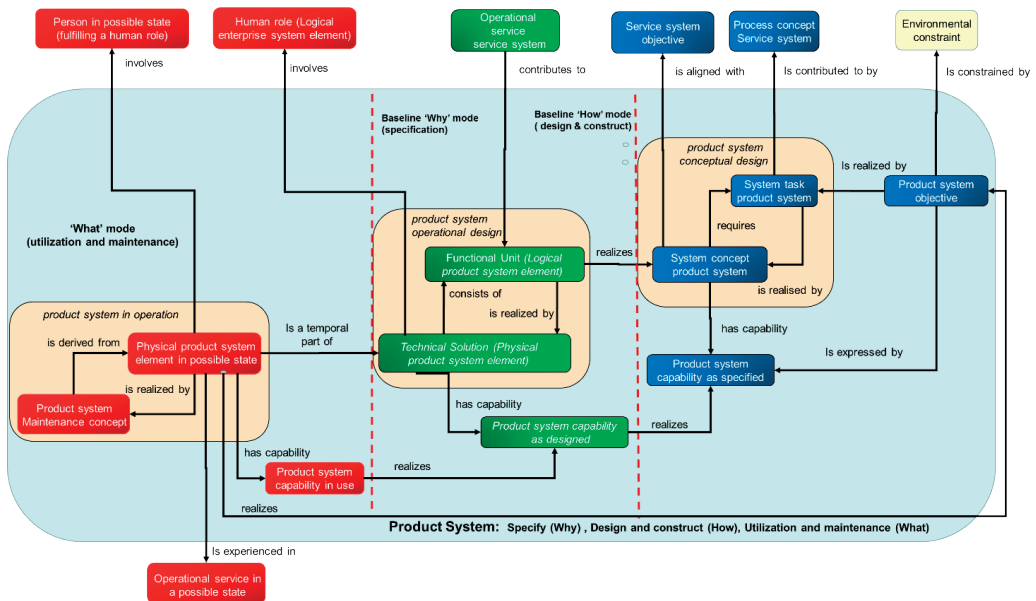 Person in possible state
(fulfilling a human role)
Human role (Logical
enterprise system element)
Operational
service
service system
Service system
objective
Process concept
Service system
Environmental
constraint
involves
involves
contributes to
is aligned with
Is contributed to by
Is constrained by
Baseline ‘Why’ mode
(specification)
Baseline ‘How’ mode
( design & construct)
product system
conceptual design
Is realized by
System task
product system
Product system
objective
‘What’ mode
(utilization and maintenance)
product system
operational design
requires
Functional Unit (Logical
product system element)
realizes
System concept
product system
consists of
is realised by
product system in operation
is realized by
Is a temporal
part of
has capability
is derived from
Physical product system
element in possible state
Technical Solution (Physical
product system element)
Is expressed by
Product system
capability as specified
is realized by
Product system
Maintenance concept
has capability
Product system capability
as designed
realizes
has capability
Product system
capability in use
realizes
realizes
Product System: Specify (Why) , Design and construct (How), Utilization and maintenance (What)
Is experienced in
Operational service in
a possible state